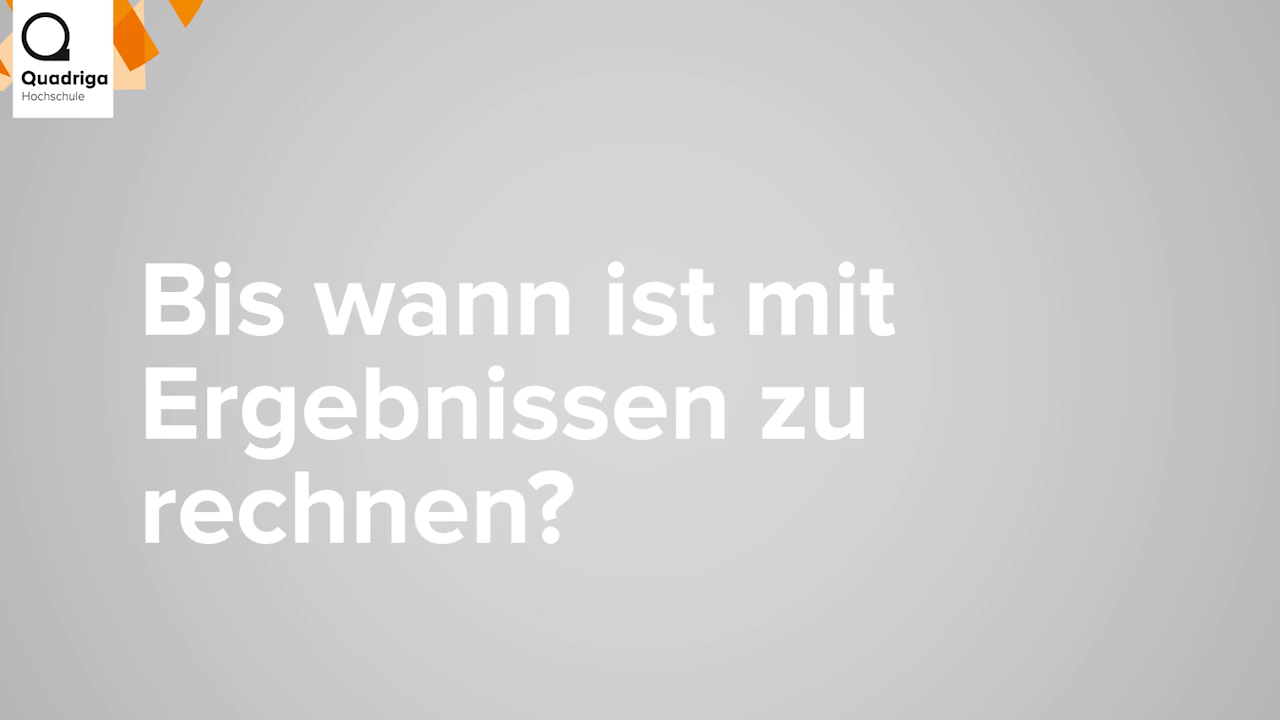 Quadriga
Hochschule
Bis wann ist mit
Ergebnissen zu
rechnen?